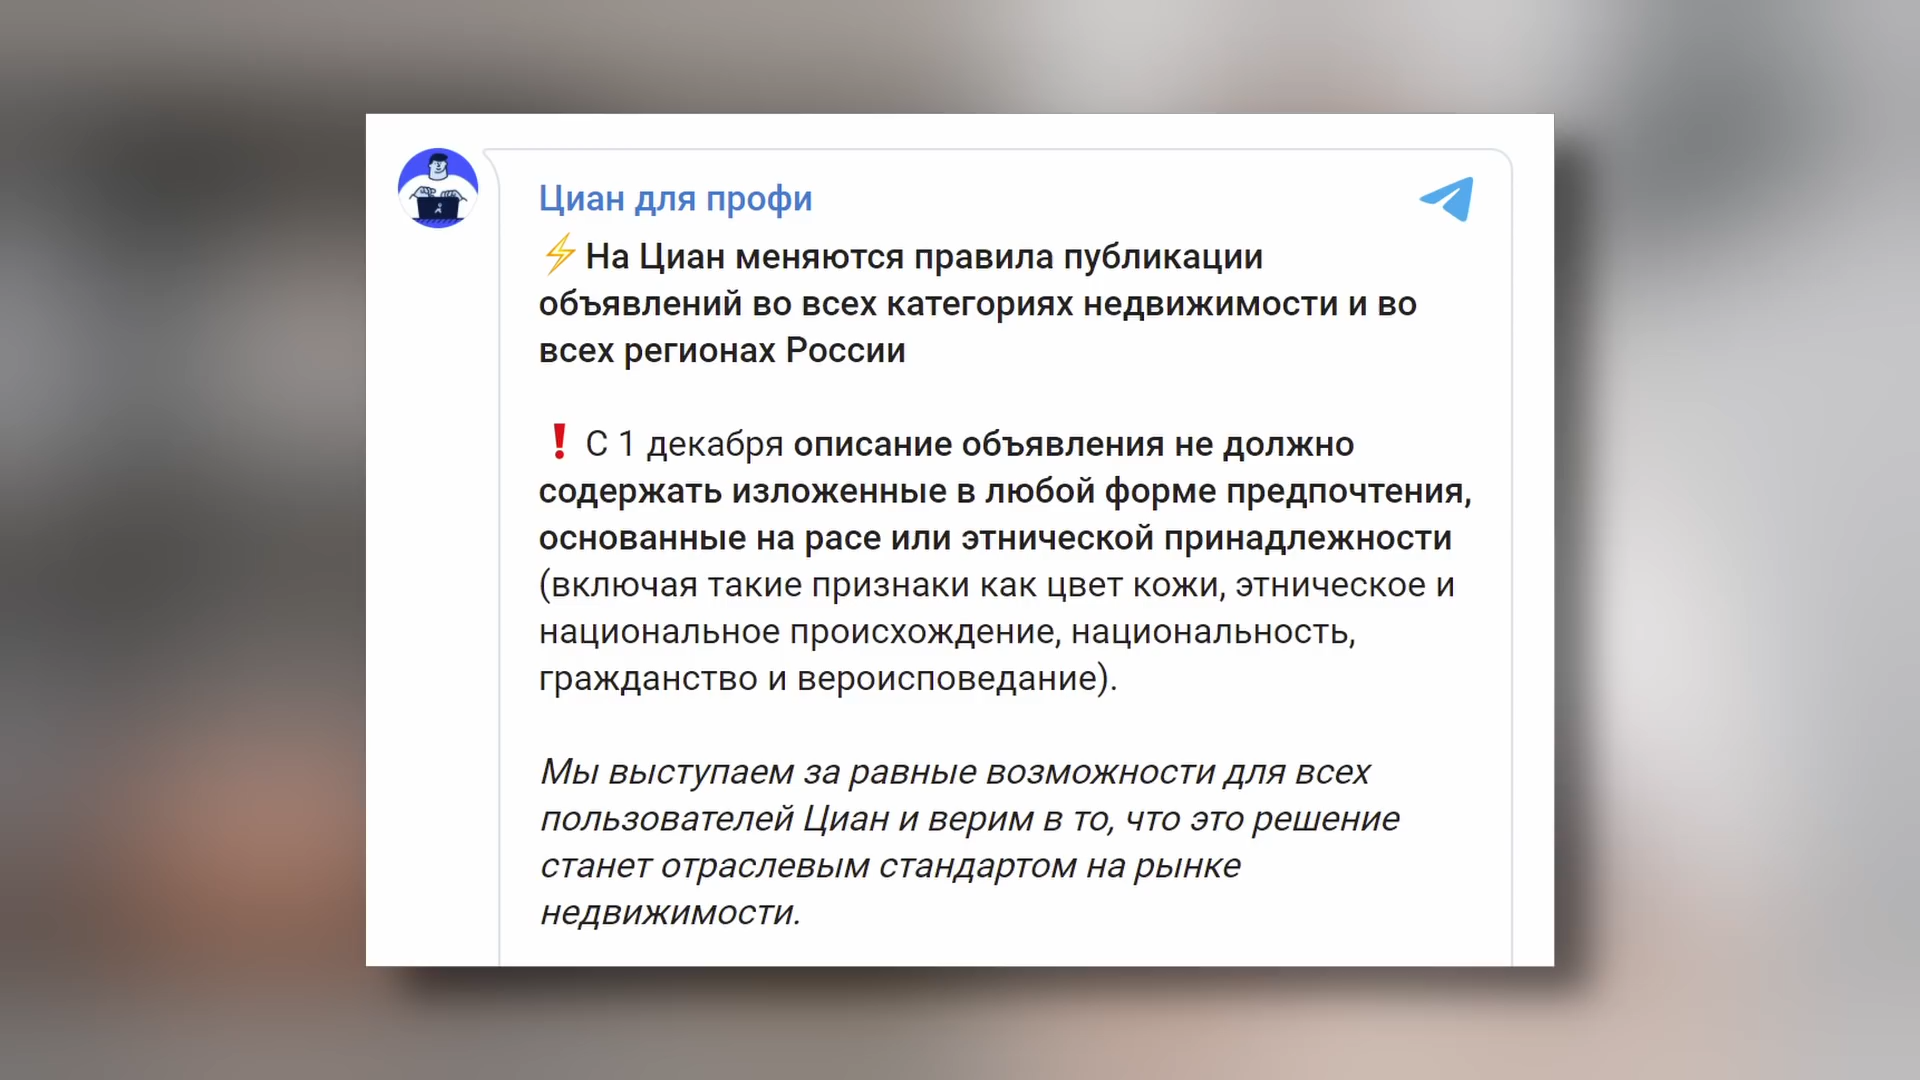 Циан для профи
⚡ На Циан меняются правила публикации
объявлений во всех категориях недвижимости и во
всех регионах России
❗ С 1 декабря описание объявления не должно
содержать изложенные в любой форме предпочтения,
основанные на расе или этнической принадлежности
(включая такие признаки как цвет кожи, этническое и
национальное происхождение, национальность,
гражданство и вероисповедание).
Мы выступаем за равные возможности для всех
пользователей Циан и верим в то, что это решение
станет отраслевым стандартом на рынке
недвижимости.